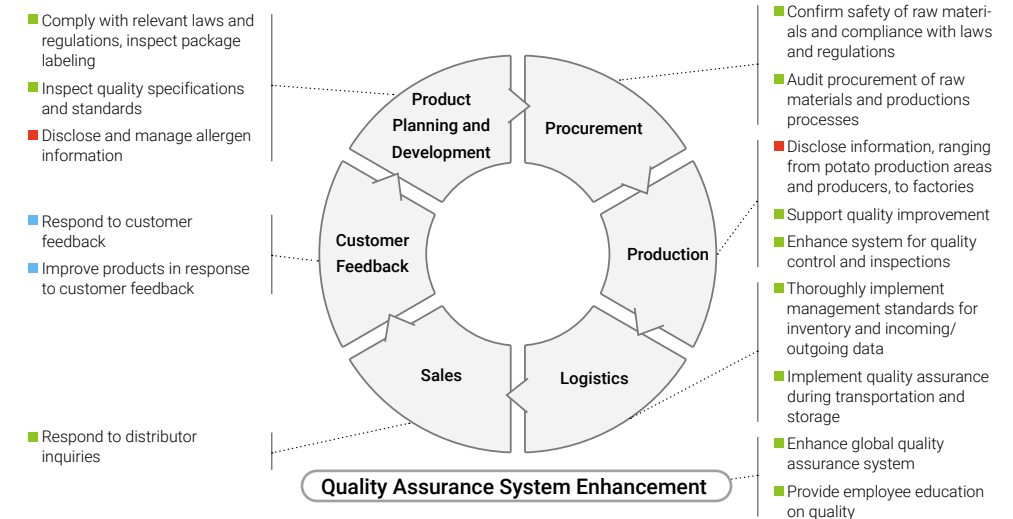 Comply with relevant laws and
regulations, inspect package
labeling
Inspect quality specifications
and standards
Disclose and manage allergen
information
Respond to customer
feedback
Improve products in response
to customer feedback
Respond to distributor
inquiries
Product
Planning and
Development
Procurement
Production
Logistics
Sales
Customer
Feedback
Quality Assurance System Enhancement
Confirm safety of raw materi-
als and compliance with laws
and regulations
Audit procurement of raw
materials and productions
processes
Disclose information, ranging
from potato production areas
and producers, to factories
Support quality improvement
Enhance system for quality
control and inspections
Thoroughly implement
management standards for
inventory and incoming/
outgoing data
Implement quality assurance
during transportation and
storage
Enhance global quality
assurance system
Provide employee education
on quality